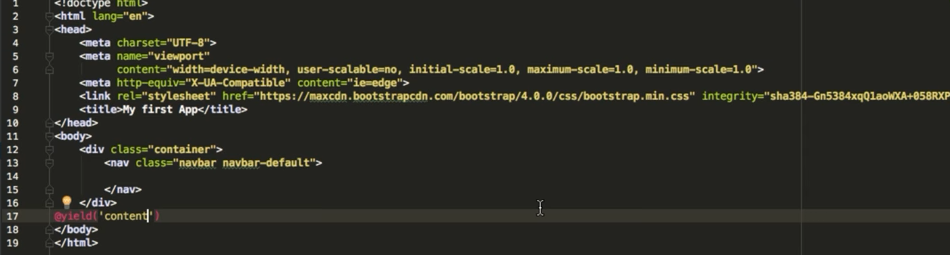 1 <!doctype html>
2 <html lang="en">
3 <head>
4 <meta charset="UTF-8">
5 <meta name="viewport"
6 content="width=device-width, user-scalable=no, initial-scale=1.0, maximum-scale=1.0, minimum-scale=1.0">
7 <meta http-equiv="X-UA-Compatible" content="ie=edge">
8 <link rel="stylesheet" href="https://maxcdn.bootstrapcdn.com/bootstrap/4.0.0/css/bootstrap.min.css" integrity="sha384-Gn5384xqQ1aoWXA+058RXP
9 <title>My first App</title>
10 </head>
11 <body>
12 <div class="container">
13 <nav class="navbar navbar-default">
14
15 </nav>
16 </div>
17 @yield('content')
18 </body>
19 </html>